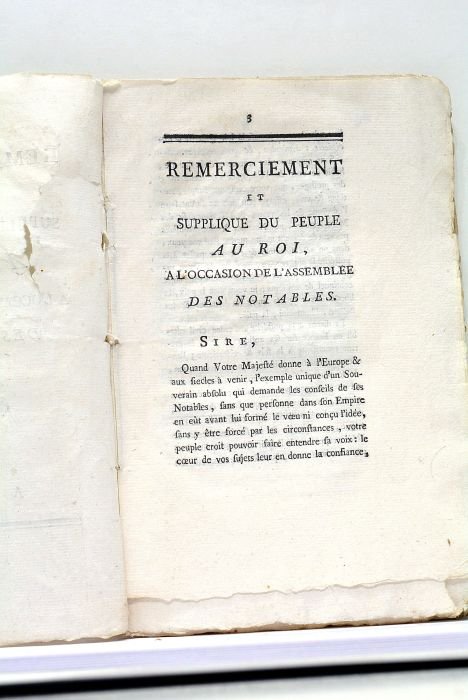 3
REMERCIEMENT
ET
SUPPLIQUE DU PEUPLE
AU ROI,
A L'OCCASION DE L'ASSEMBLÉE
DES NOTABLES.
SIRE,
Quand Votre Majeſté donne à l'Europe &
aux ſiecles à venir, l'exemple unique d'un Sou-
verain abſolu qui demande les conſeils de ſes
Notables, ſans que perſonne dans ſon Empire
en eût avant lui formé le vœu ni conçu l'idée,
ſans y être forcé par les circonſtances, votre
peuple croit pouvoir faire entendre ſa voix : le
cœur de vos ſujets leur en donne la confiance,